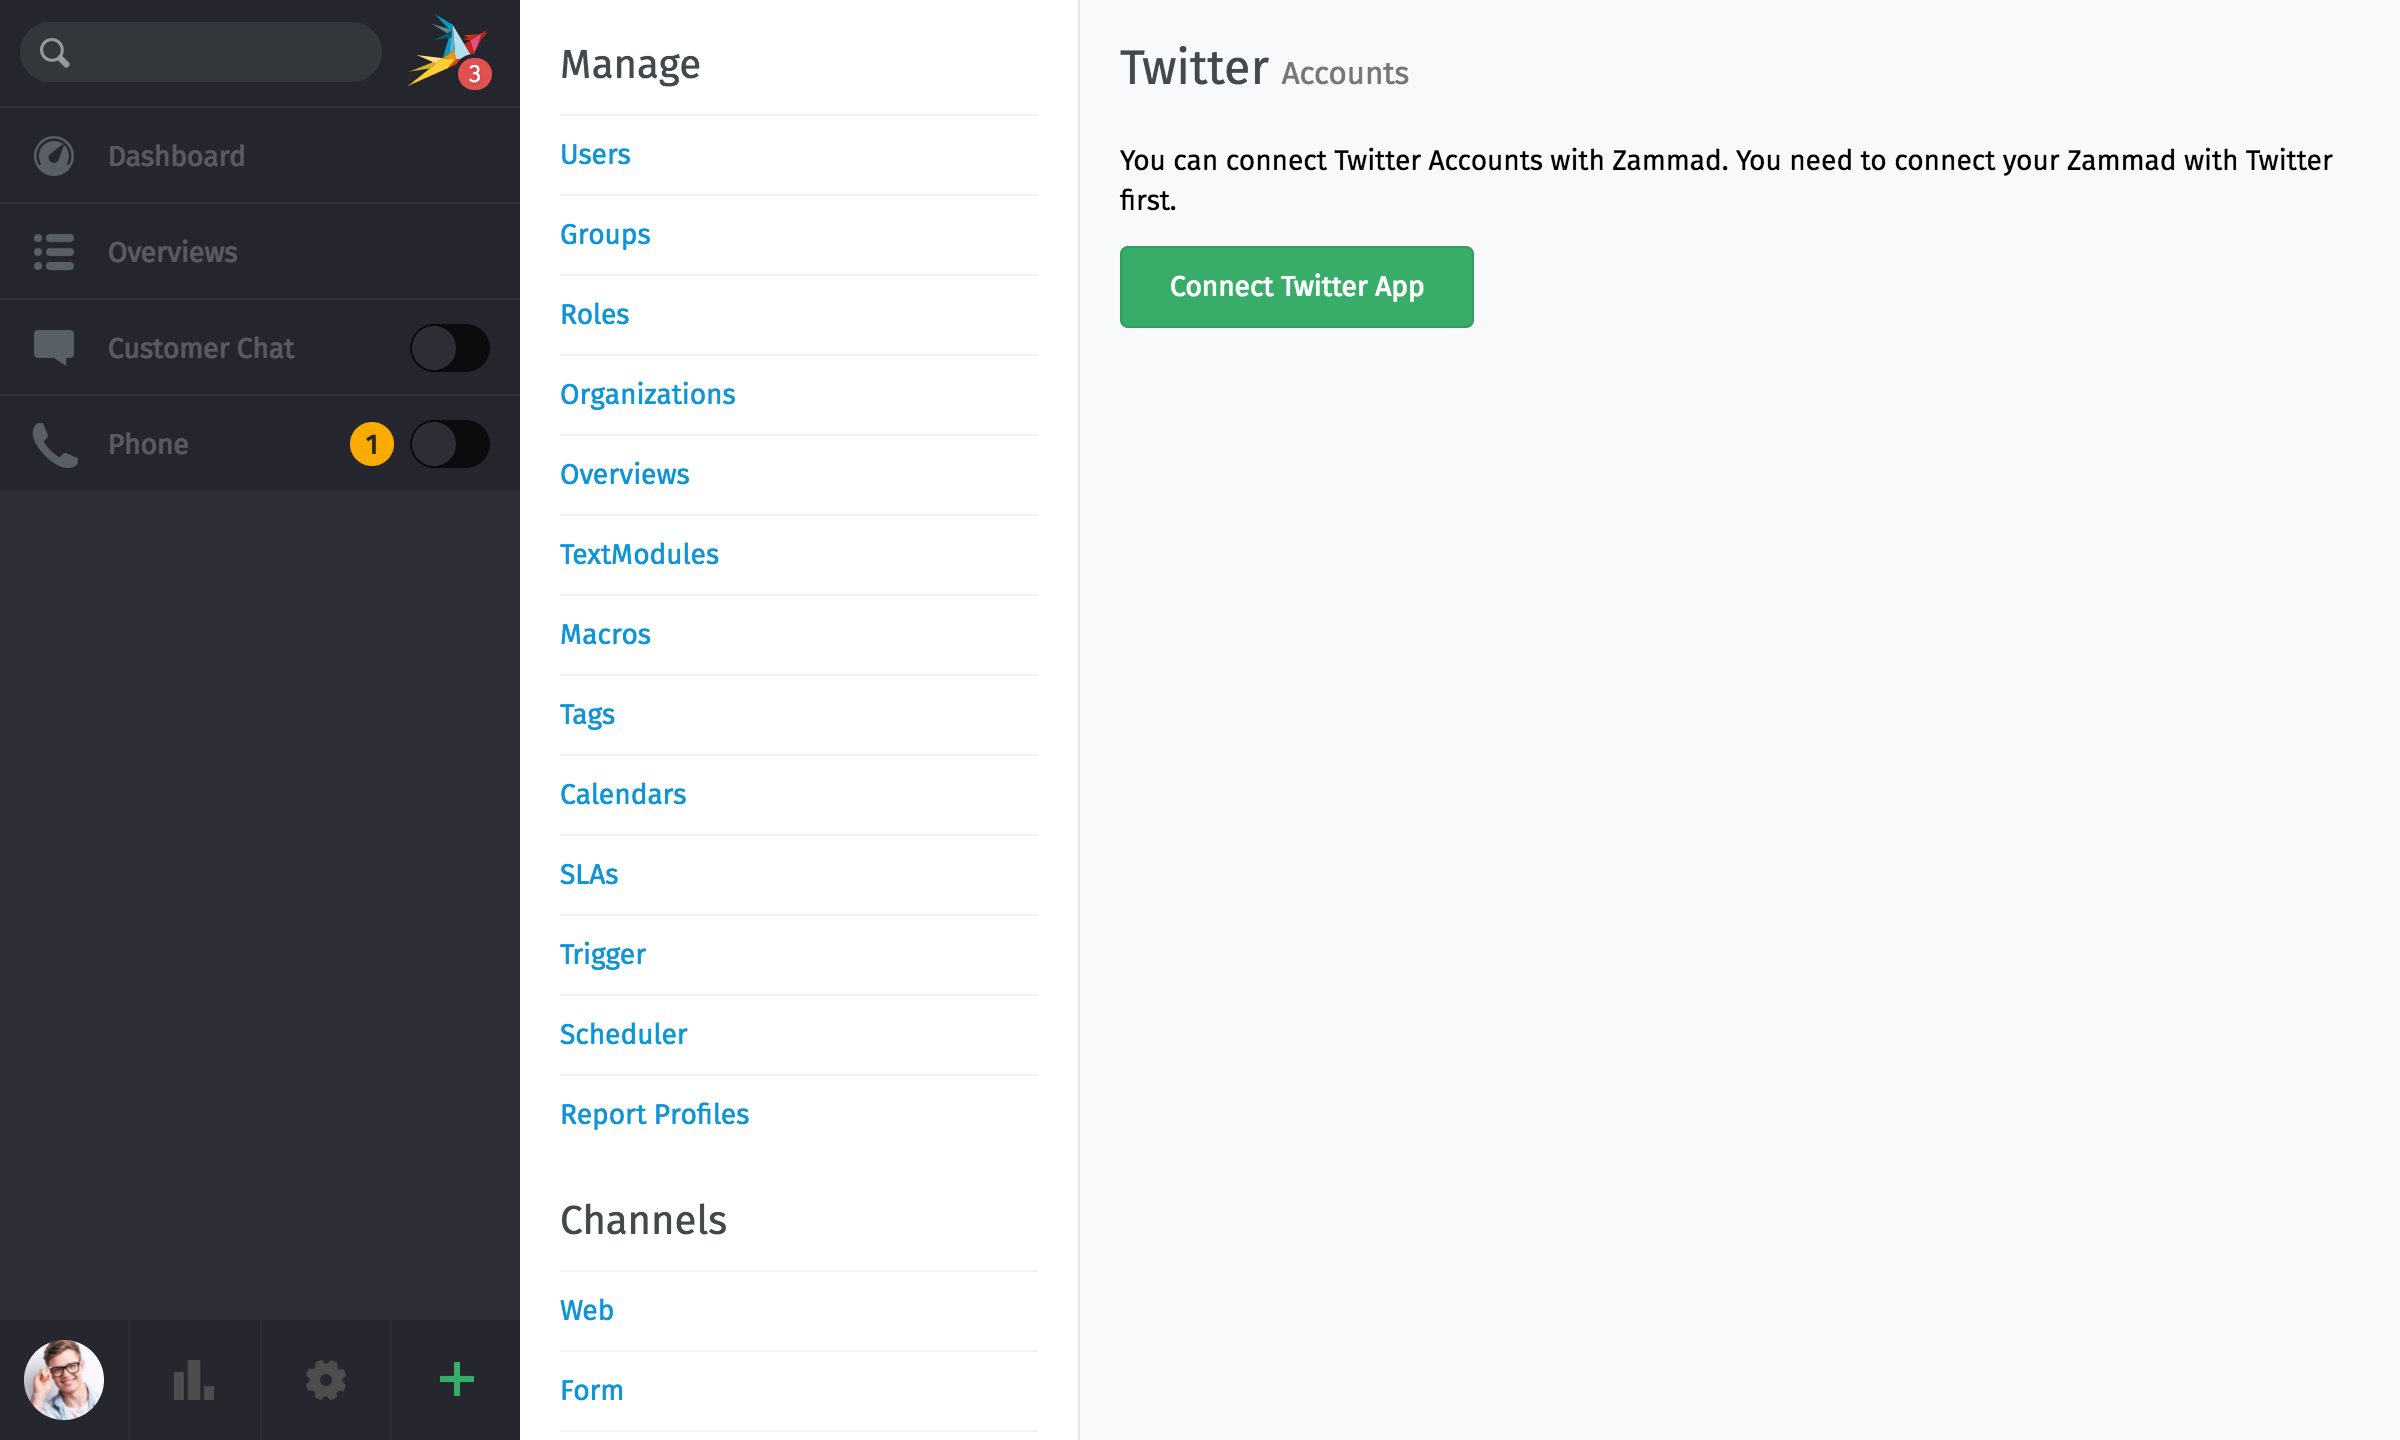 3
Dashboard
Overviews
Customer Chat
Phone
1
Manage
Users
Groups
Roles
Organizations
Overviews
TextModules
Macros
Tags
Calendars
SLAs
Trigger
Scheduler
Report Profiles
Channels
Web
Form
Twitter Accounts
You can connect Twitter Accounts with Zammad. You need to connect your Zammad with Twitter
first.
Connect Twitter App